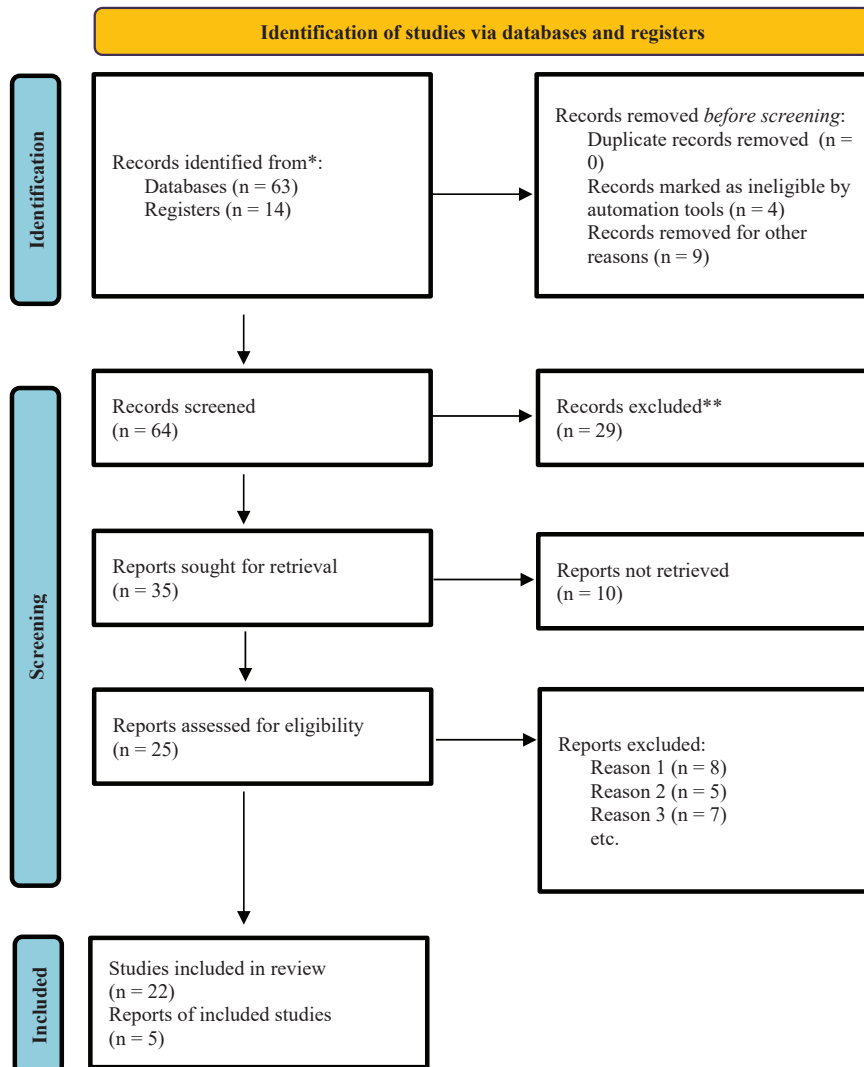 Identification of studies via databases and registers
Identification
Records identified from*:
Databases (n = 63)
Registers (n = 14)
Records removed before screening:
Duplicate records removed  (n =
0)
Records marked as ineligible by
automation tools (n = 4)
Records removed for other
reasons (n = 9)
Screening
Records screened
(n = 64)
Records excluded**
(n = 29)
Reports sought for retrieval
(n = 35)
Reports not retrieved
(n = 10)
Reports assessed for eligibility
(n = 25)
Reports excluded:
Reason 1 (n = 8)
Reason 2 (n = 5)
Reason 3 (n = 7)
etc.
Included
Studies included in review
(n = 22)
Reports of included studies
(n = 5)